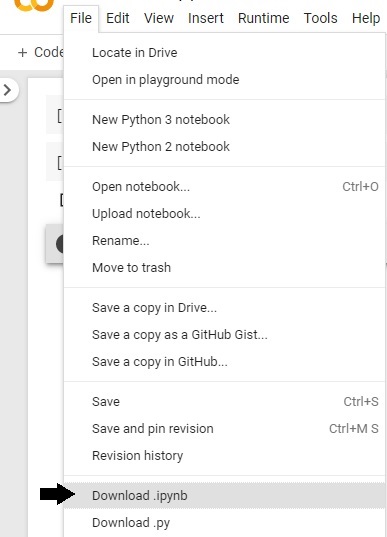 File Edit View Insert Runtime Tools Help
+ Code
Locate in Drive
Open in playground mode
New Python 3 notebook
New Python 2 notebook
Open notebook... Ctrl+O
Upload notebook...
Rename...
Move to trash
Save a copy in Drive...
Save a copy as a GitHub Gist...
Save a copy in GitHub...
Save Ctrl+S
Save and pin revision Ctrl+M S
Revision history
Download .ipynb
Download .py